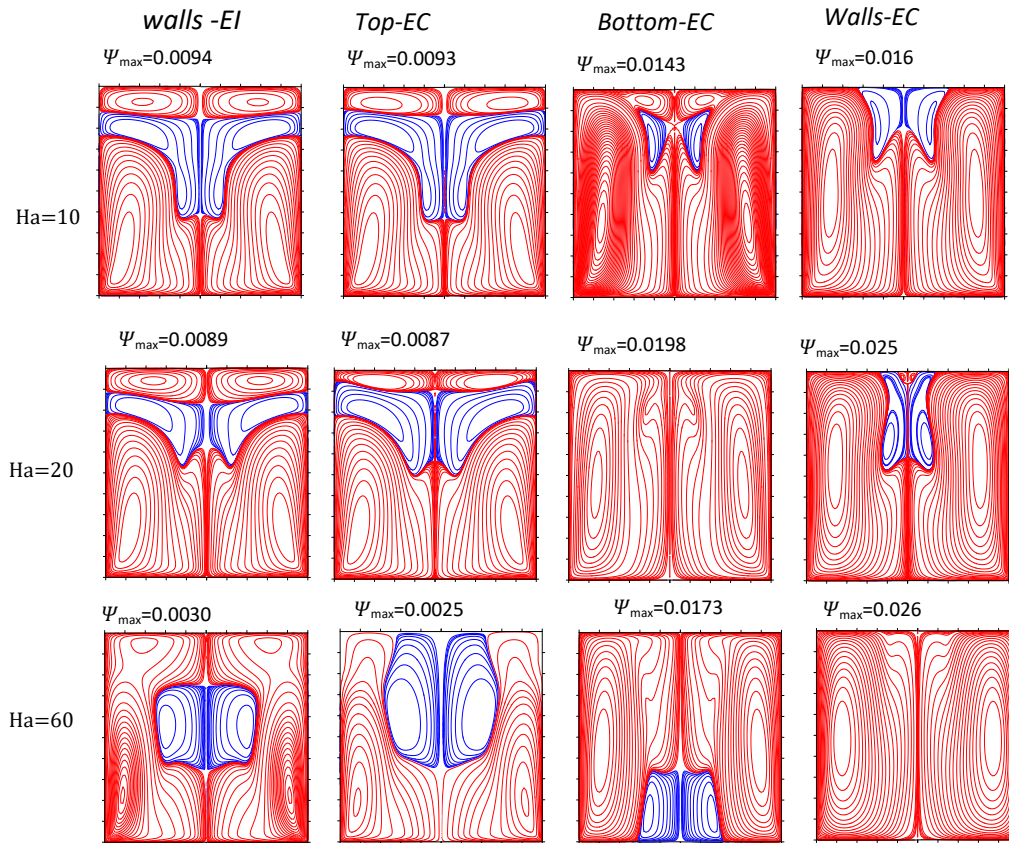 walls -EI Top-EC Bottom-EC Walls-EC
Ψmax=0.0094 Ψmax=0.0093 Ψmax=0.0143 Ψmax=0.016
Ha=10
Ψmax=0.0089 Ψmax=0.0087 Ψmax=0.0198 Ψmax=0.025
Ha=20
Ψmax=0.0030 Ψmax=0.0025 Ψmax=0.0173 Ψmax=0.026
Ha=60